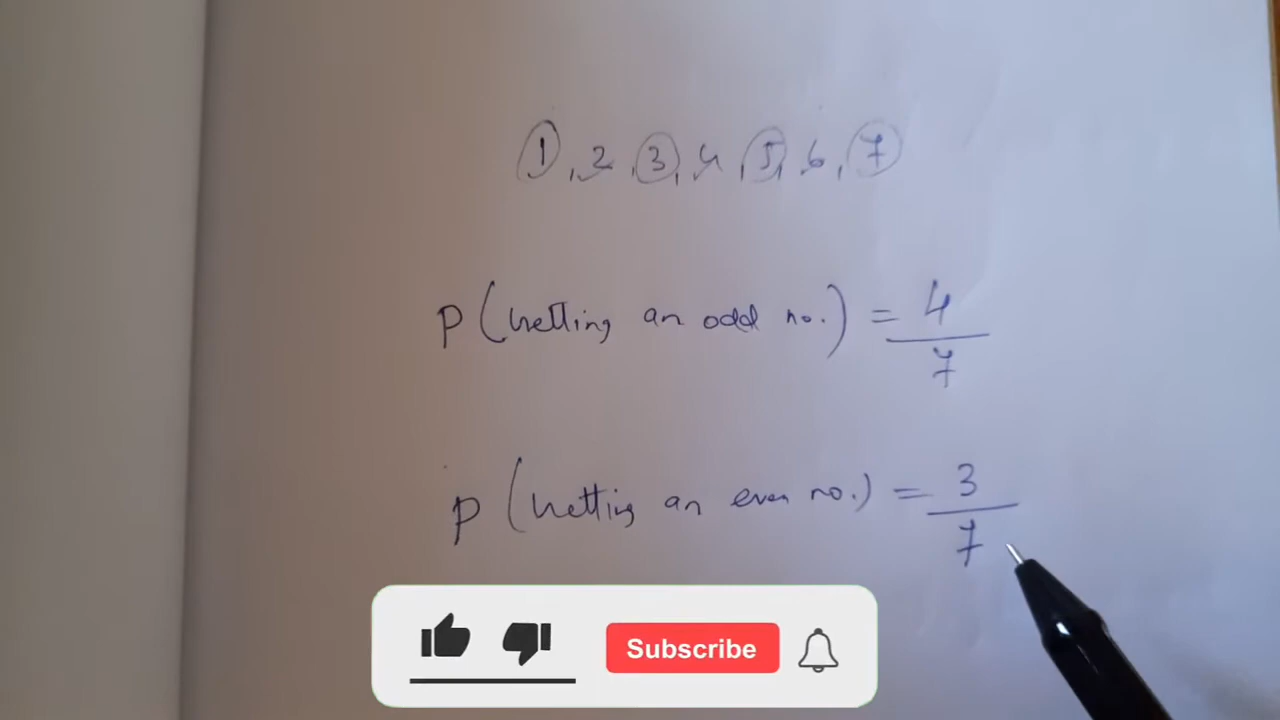 1, 2, 3, 4, 5, 6, 7
P (Getting an odd no.) = 4/7
P (Getting an even no.) = 3/7
Subscribe